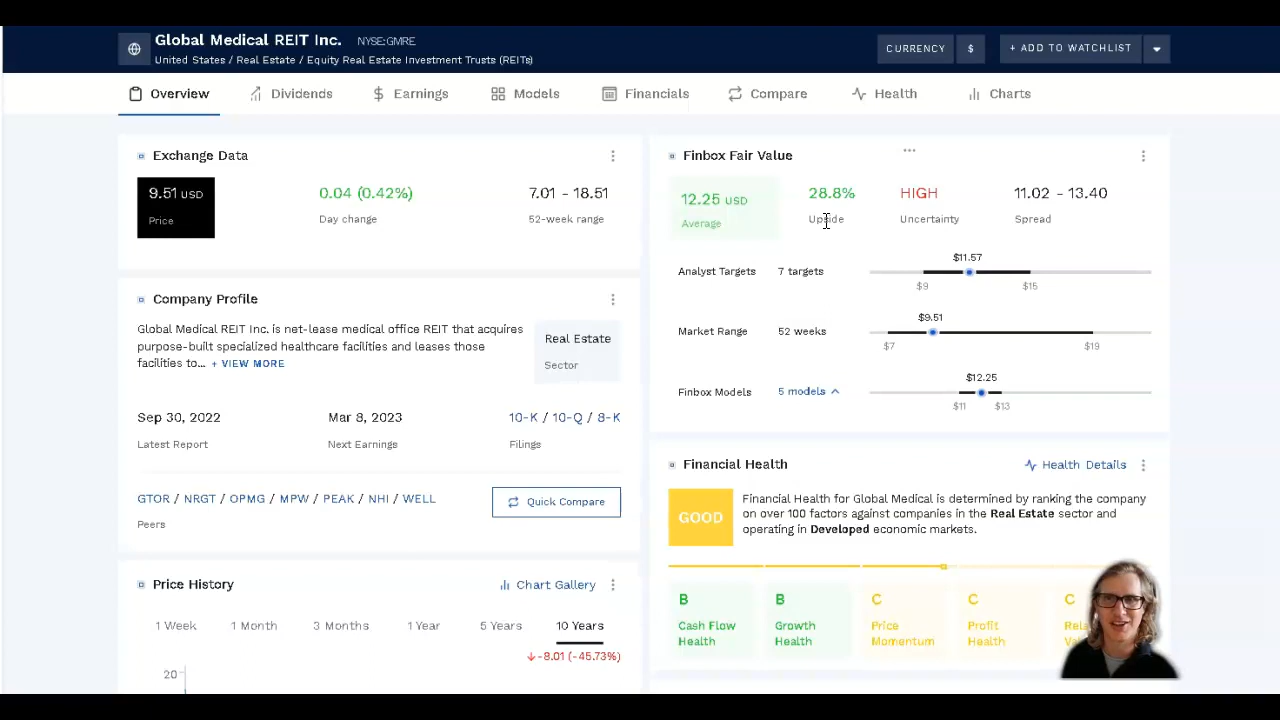 Global Medical REIT Inc. NYSE:GMRE
United States / Real Estate / Equity Real Estate Investment Trusts (REITs)
CURRENCY $ + ADD TO WATCHLIST
Overview Dividends Earnings Models Financials Compare Health Charts
Exchange Data
9.51 USD 0.04 (0.42%) 7.01 - 18.51
Price Day change 52-week range
Company Profile
Global Medical REIT Inc. is net-lease medical office REIT that acquires
purpose-built specialized healthcare facilities and leases those
facilities to... + VIEW MORE
Real Estate
Sector
Sep 30, 2022 Mar 8, 2023 10-K / 10-Q / 8-K
Latest Report Next Earnings Filings
GTOR / NRGT / OPMG / MPW / PEAK / NHI / WELL
Peers
Quick Compare
Price History Chart Gallery
1 Week 1 Month 3 Months 1 Year 5 Years 10 Years
↓-8.01 (-45.73%)
20
Finbox Fair Value
12.25 USD 28.8% HIGH 11.02 - 13.40
Average Upside Uncertainty Spread
$11.57
Analyst Targets 7 targets
$9 $15
$9.51
Market Range 52 weeks
$7 $19
$12.25
Finbox Models 5 models
$11 $13
Financial Health Health Details
GOOD
Financial Health for Global Medical is determined by ranking the company
on over 100 factors against companies in the Real Estate sector and
operating in Developed economic markets.
B B C C C
Cash Flow Growth Price Profit
Health Health Momentum Health